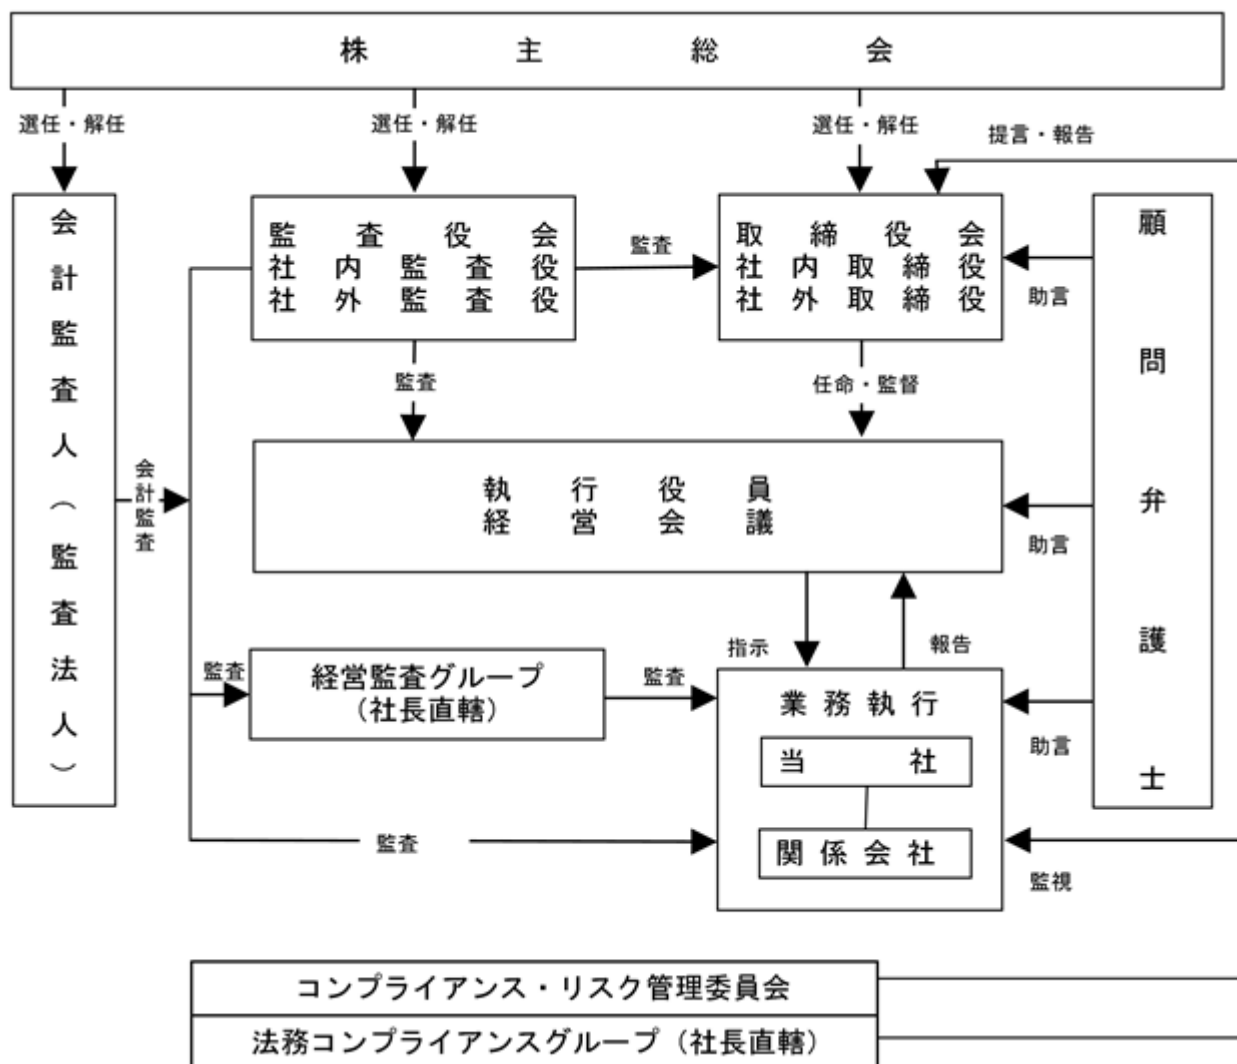 株主総会
選任・解任
選任・解任
選任・解任
提言・報告
会計監査人（監査法人）
監査役会
社内監査役
社外監査役
監査
取締役会
社内取締役
社外取締役
助言
顧問弁護士
監査
任命・監督
会計監査
執行役員
経営会議
助言
指示
報告
監査
経営監査グループ
（社長直轄）
監査
業務執行
当社
関係会社
助言
監査
監視
コンプライアンス・リスク管理委員会
法務コンプライアンスグループ（社長直轄）